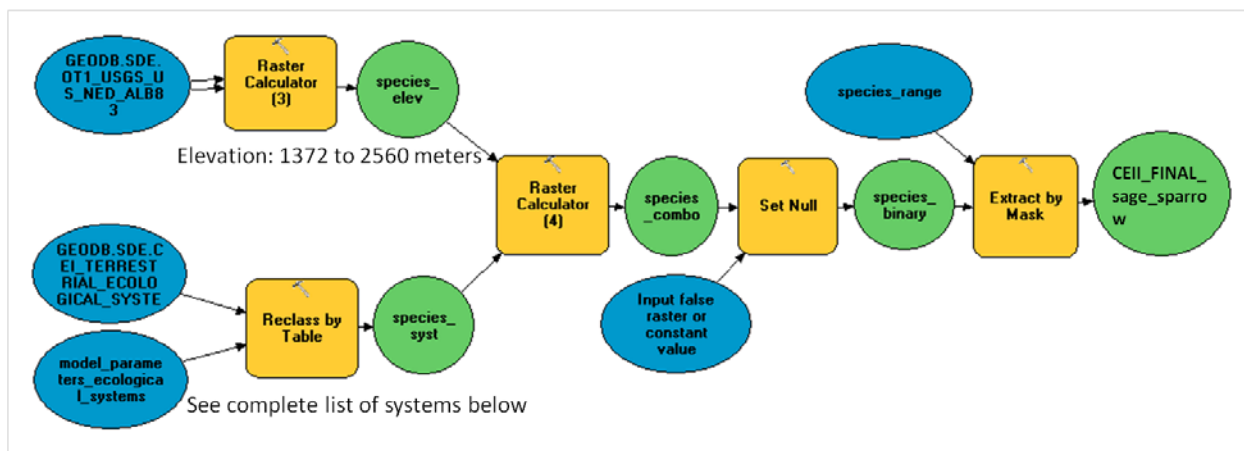 GEODB.SDE.
OT1_USGS_U
S_NED_ALB8
3
Raster
Calculator
(3)
species_
elev
Elevation: 1372 to 2560 meters
GEODB.SDE.C
EI_TERREST
RIAL_ECOLO
GICAL_SYSTE
model_parame
ters_ecologica
l_systems
Reclass by
Table
species_
syst
See complete list of systems below
Raster
Calculator
(4)
species
_combo
Input false
raster or
constant
value
Set Null
species_
binary
species_range
Extract by
Mask
CEII_FINAL_
sage_sparro
w